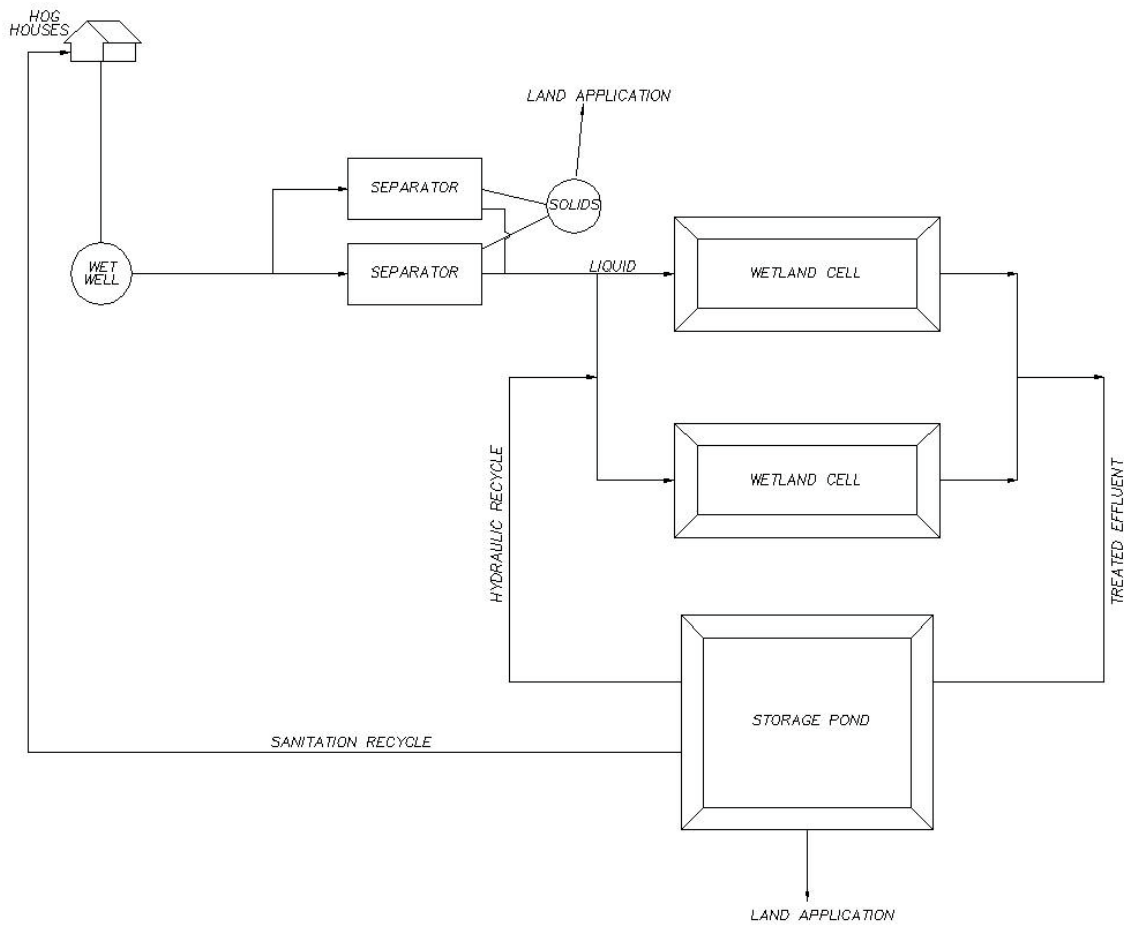 HOG
HOUSES
LAND APPLICATION
SEPARATOR
SOLIDS
WET
WELL
SEPARATOR
LIQUID
WETLAND CELL
HYDRAULIC RECYCLE
WETLAND CELL
TREATED EFFLUENT
STORAGE POND
SANITATION RECYCLE
LAND APPLICATION